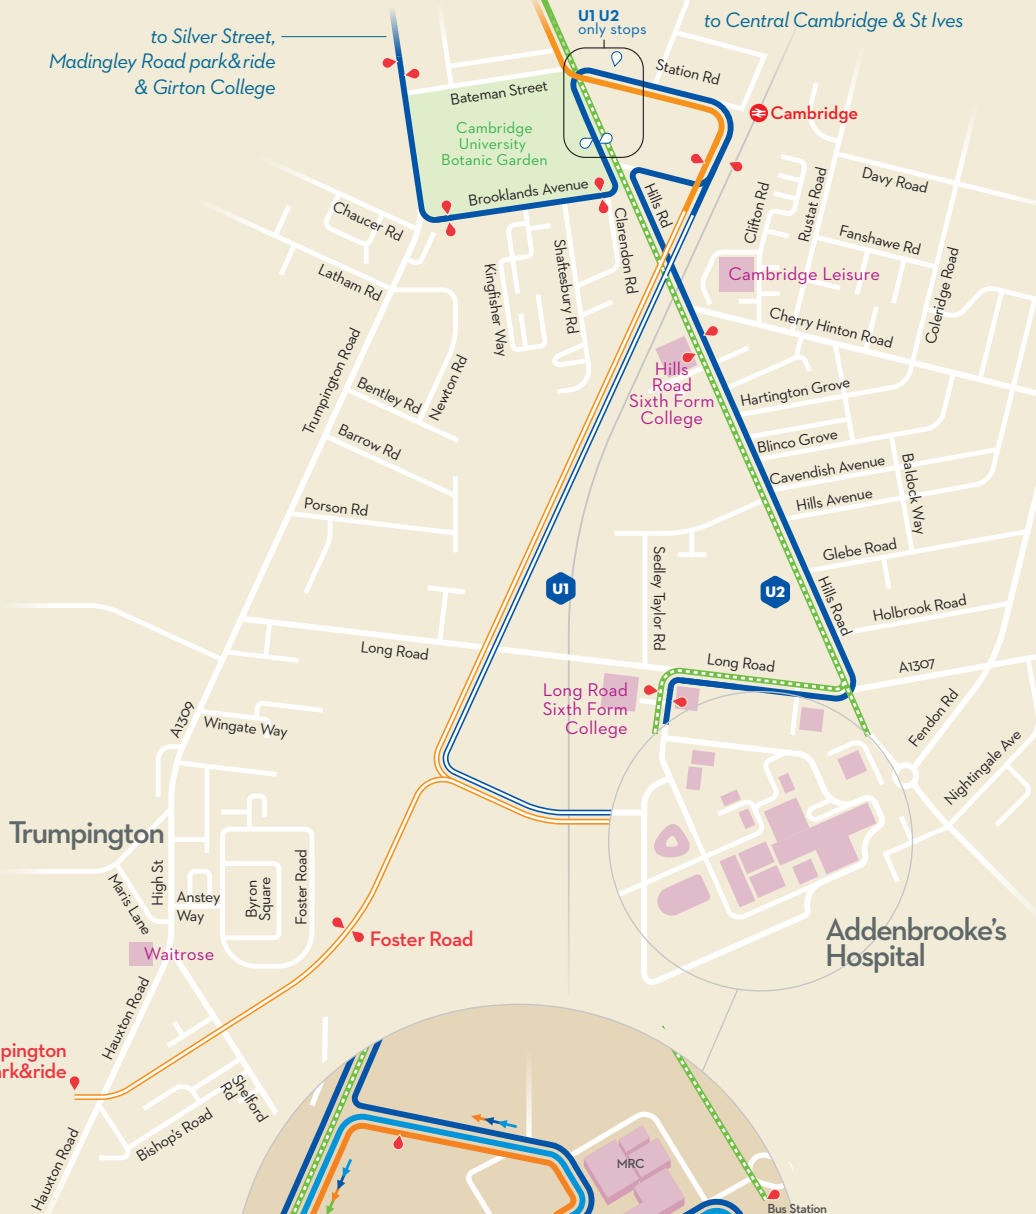 to Silver Street,
Madingley Road park&ride
& Girton College
U1 U2
only stops
to Central Cambridge & St Ives
Station Rd
Bateman Street
Cambridge
Cambridge
University
Botanic Garden
Brooklands Avenue
Hills Rd
Clifton Rd
Rustat Road
Davy Road
Fanshawe Rd
Coleridge Road
Chaucer Rd
Latham Rd
Kingfisher Way
Shaftesbury Rd
Clarendon Rd
Cambridge Leisure
Cherry Hinton Road
Trumpington Road
Newton Rd
Bentley Rd
Barrow Rd
Porson Rd
Hills
Road
Sixth Form
College
Hartington Grove
Blinco Grove
Cavendish Avenue
Baldock Way
Hills Avenue
Glebe Road
Holbrook Road
Hills Road
U1
U2
Sedley Taylor Rd
Long Road
Long Road
A1307
Fendon Rd
Nightingale Ave
Long Road
Sixth Form
College
A1309
Wingate Way
Trumpington
High St
Maris Lane
Anstey
Way
Byron
Square
Foster Road
Waitrose
Foster Road
Addenbrooke's
Hospital
Hauxton Road
pington
rk&ride
Shelford
Rd
Bishop's Road
Hauxton Road
MRC
Bus Station